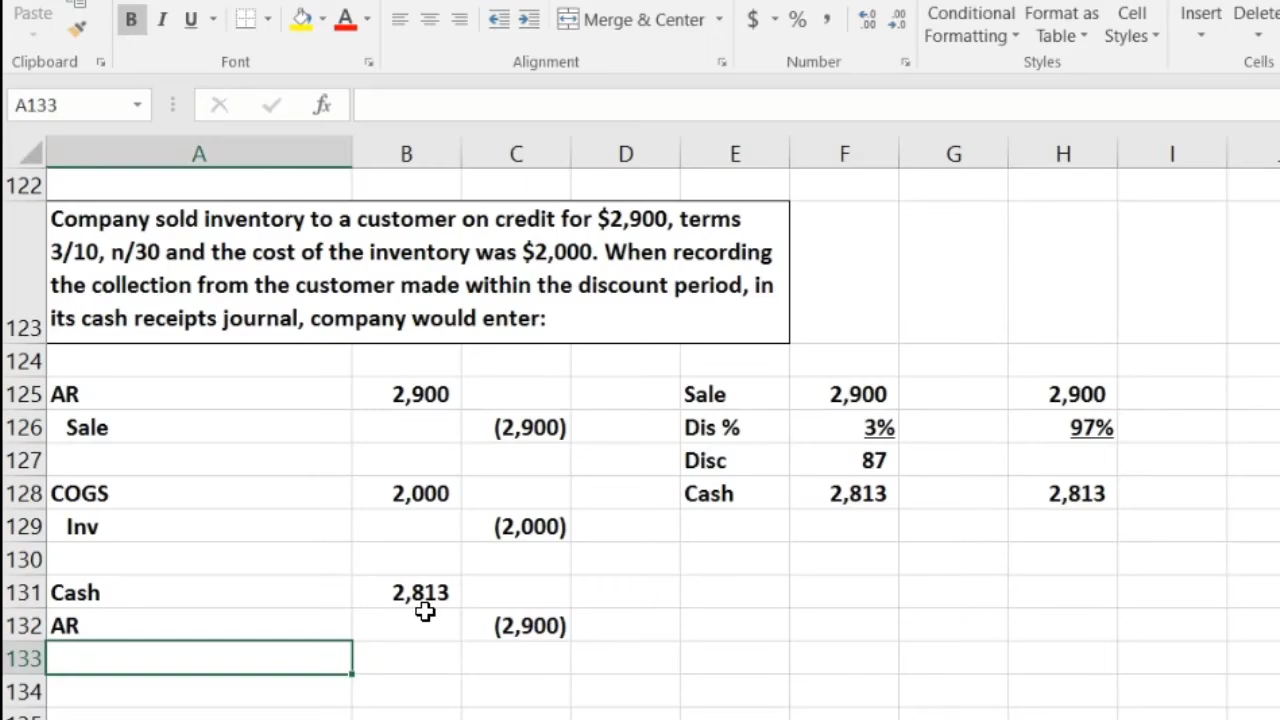 Paste
B I U A
Merge & Center
$ % ,
Conditional Formatting
Format as Table
Cell Styles
Insert
Delete
Clipboard
Font
Alignment
Number
Styles
Cells
A133
fx
A B C D E F G H I
122
Company sold inventory to a customer on credit for $2,900, terms
3/10, n/30 and the cost of the inventory was $2,000. When recording
the collection from the customer made within the discount period, in
123 its cash receipts journal, company would enter:
124
125 AR 2,900 Sale 2,900 2,900
126 Sale (2,900) Dis % 3% 97%
127 Disc 87
128 COGS 2,000 Cash 2,813 2,813
129 Inv (2,000)
130
131 Cash 2,813
132 AR (2,900)
133
134